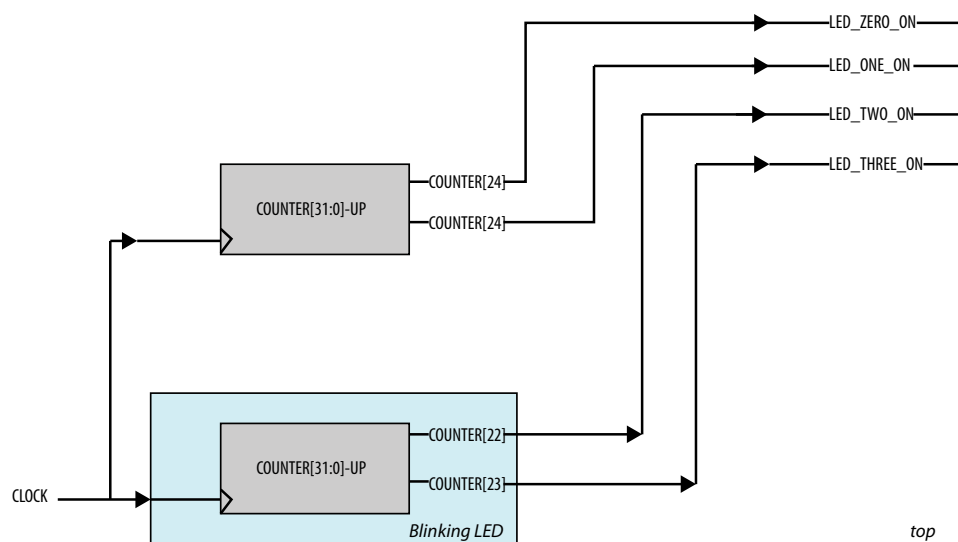 LED_ZERO_ON
LED_ONE_ON
LED_TWO_ON
LED_THREE_ON
COUNTER[31:0]-UP
COUNTER[24]
COUNTER[24]
COUNTER[31:0]-UP
COUNTER[22]
COUNTER[23]
CLOCK
Blinking LED
top